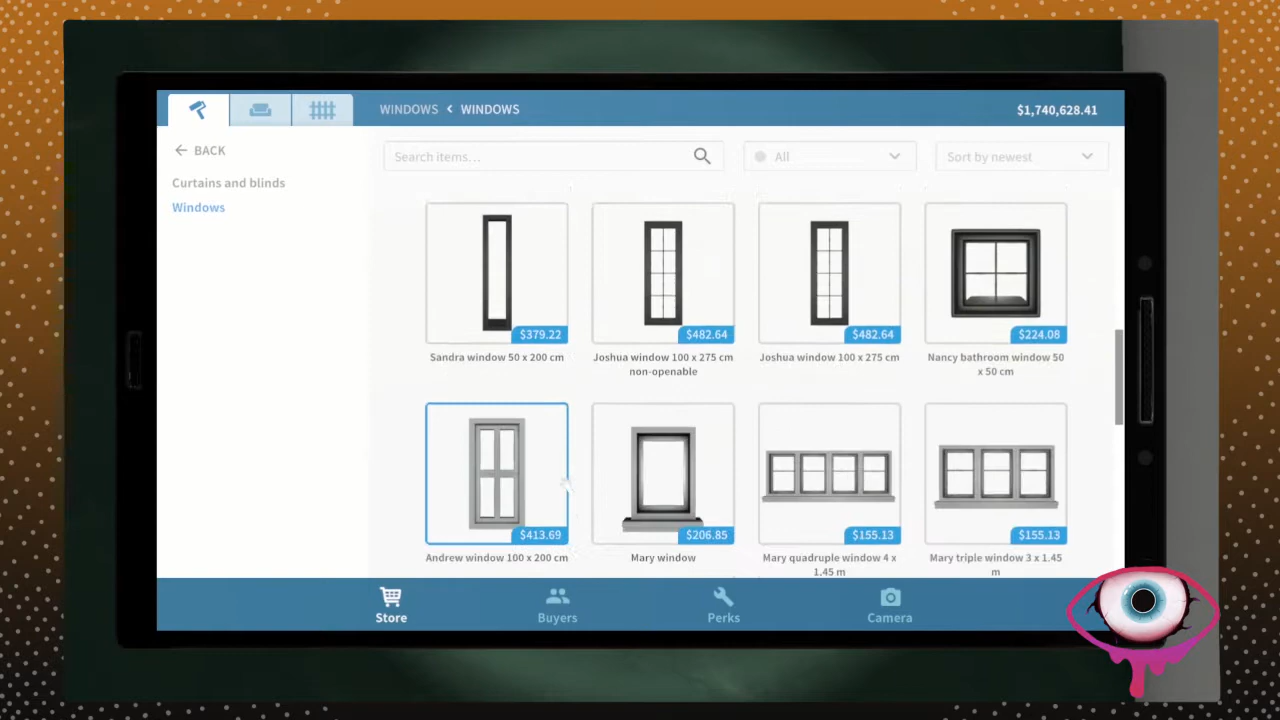 WINDOWS < WINDOWS
$1,740,628.41
BACK
Search items...
All
Sort by newest
Curtains and blinds
Windows
$379.22
$482.64
$482.64
$224.08
Sandra window 50 x 200 cm
Joshua window 100 x 275 cm
non-openable
Joshua window 100 x 275 cm
Nancy bathroom window 50
x 50 cm
$413.69
$206.85
$155.13
$155.13
Andrew window 100 x 200 cm
Mary window
Mary quadruple window 4 x
1.45 m
Mary triple window 3 x 1.45
m
Store
Buyers
Perks
Camera